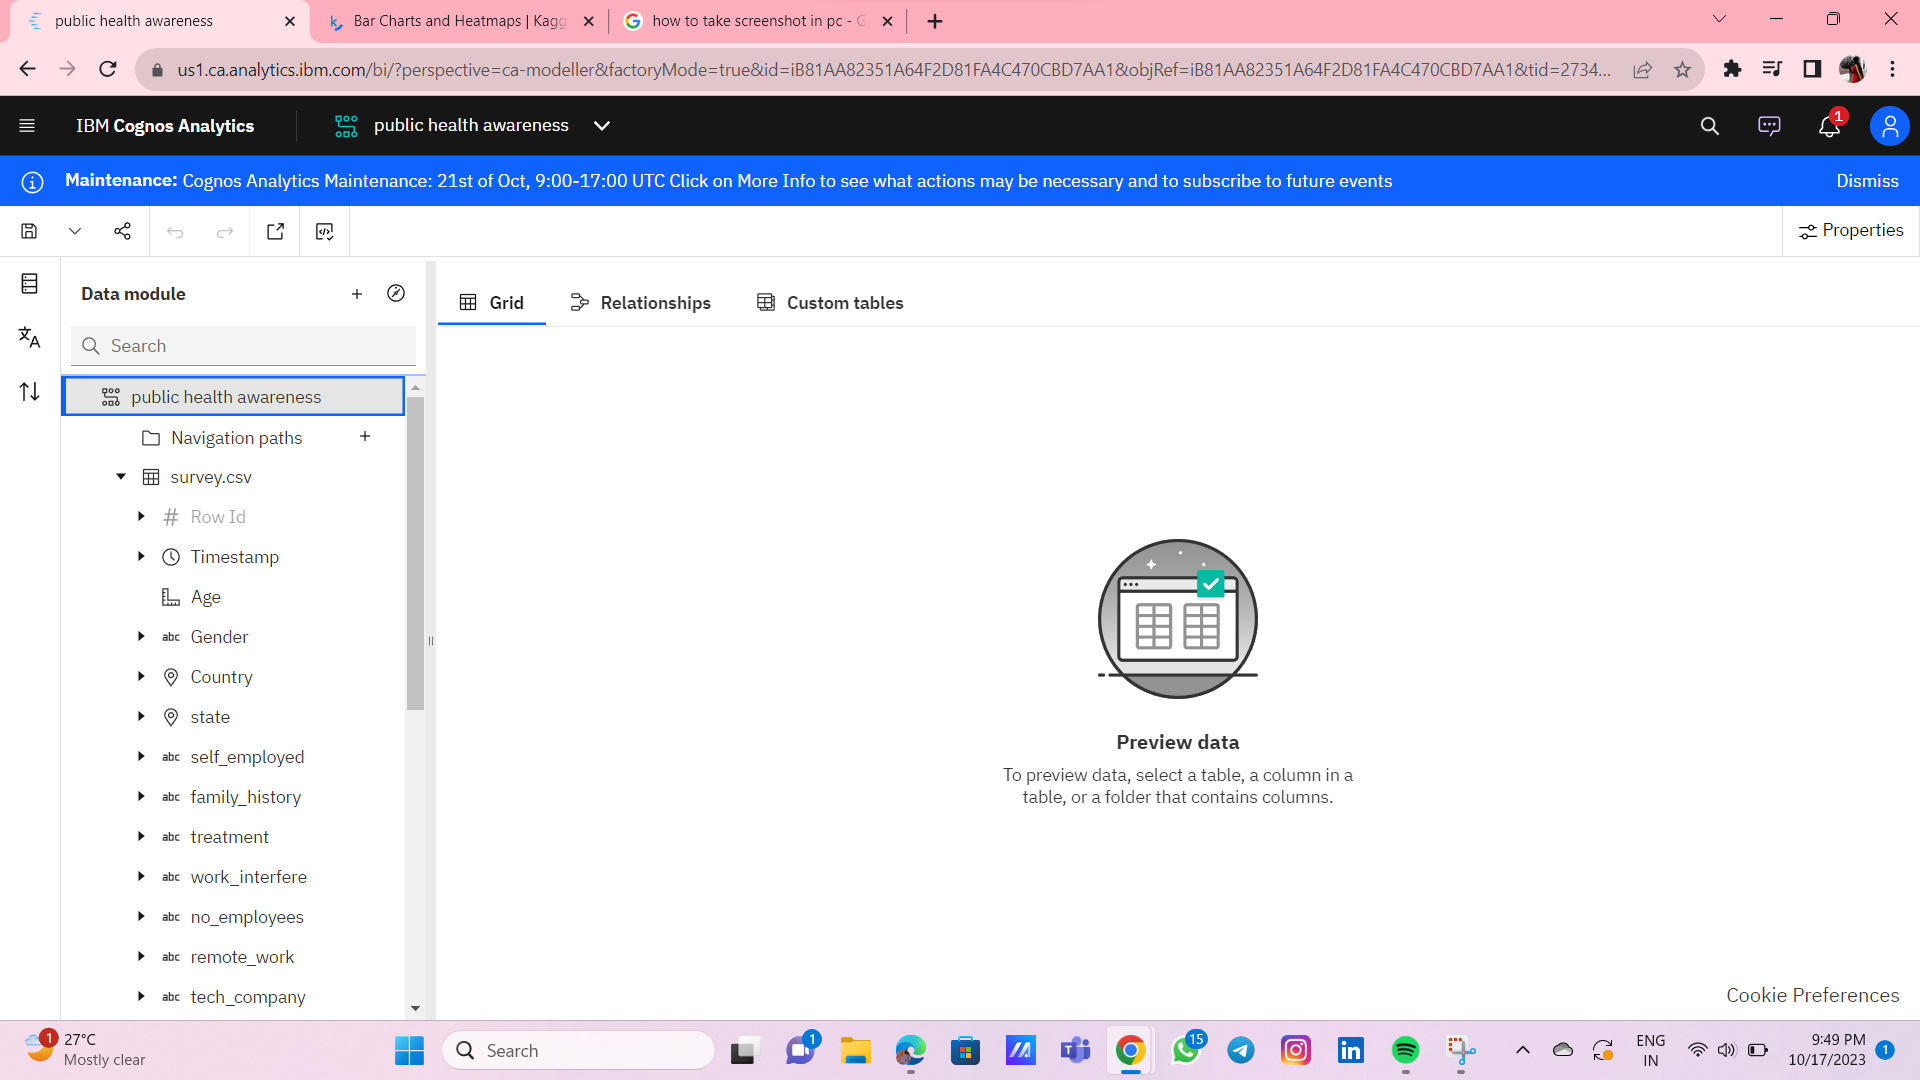 public health awareness
Bar Charts and Heatmaps | Kagg
how to take screenshot in pc - G
us1.ca.analytics.ibm.com/bi/?perspective=ca-modeller&factoryMode=true&id=iB81AA82351A64F2D81FA4C470CBD7AA1&objRef=iB81AA82351A64F2D81FA4C470CBD7AA1&tid=2734...
IBM Cognos Analytics
public health awareness
1
Maintenance: Cognos Analytics Maintenance: 21st of Oct, 9:00-17:00 UTC Click on More Info to see what actions may be necessary and to subscribe to future events
Dismiss
Properties
Data module
Grid
Relationships
Custom tables
Search
public health awareness
Navigation paths
survey.csv
# Row Id
Timestamp
Age
abc Gender
Country
state
abc self_employed
abc family_history
abc treatment
abc work_interfere
abc no_employees
abc remote_work
abc tech_company
Preview data
To preview data, select a table, a column in a
table, or a folder that contains columns.
Cookie Preferences
1
27°C
Mostly clear
Search
1
15
ENG
IN
9:49 PM
10/17/2023
1